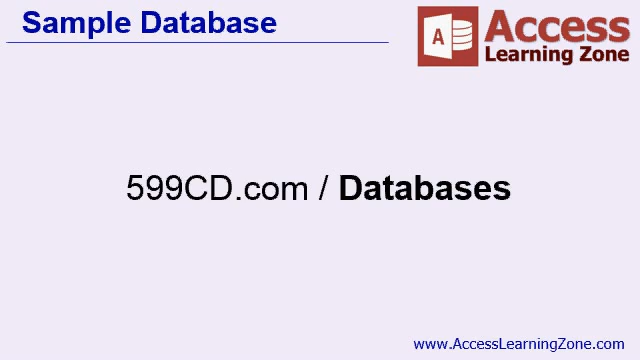 Sample Database
A
Access
Learning Zone
599CD.com / Databases
www.AccessLearningZone.com